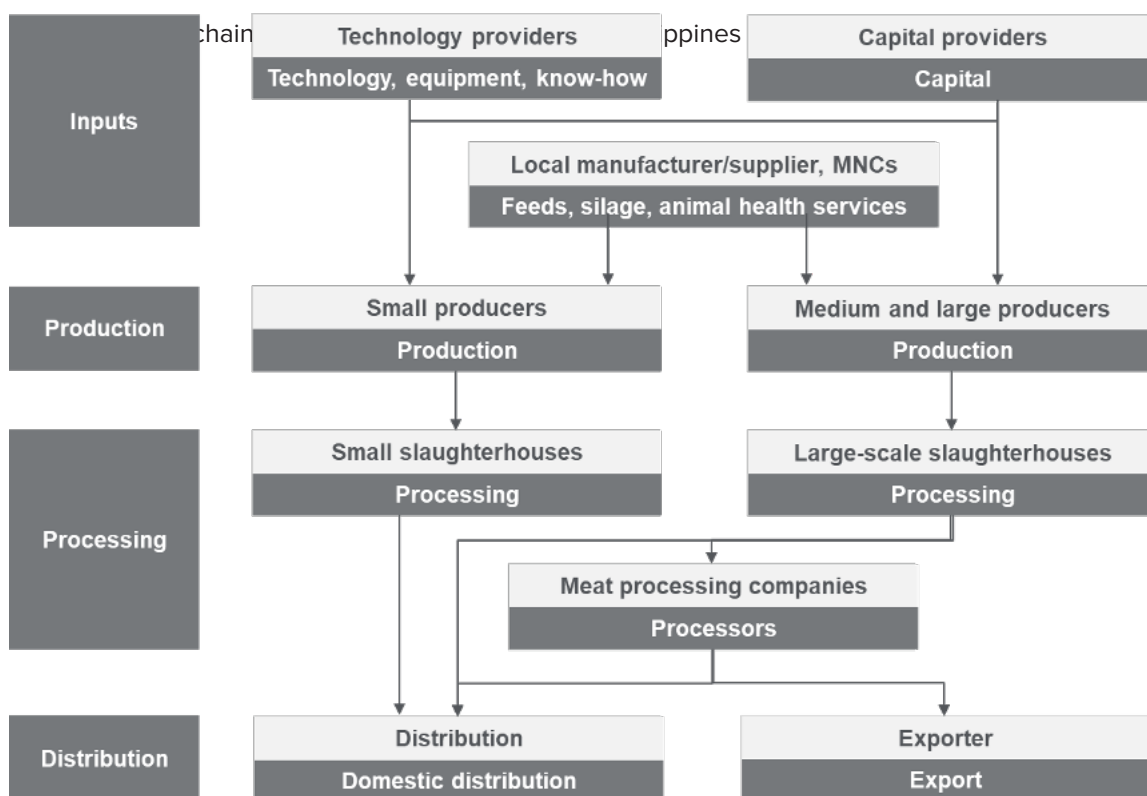 chain
ppines
Technology providers
Technology, equipment, know-how
Capital providers
Capital
Inputs
Local manufacturer/supplier, MNCs
Feeds, silage, animal health services
Production
Small producers
Production
Medium and large producers
Production
Processing
Small slaughterhouses
Processing
Large-scale slaughterhouses
Processing
Meat processing companies
Processors
Distribution
Distribution
Domestic distribution
Exporter
Export